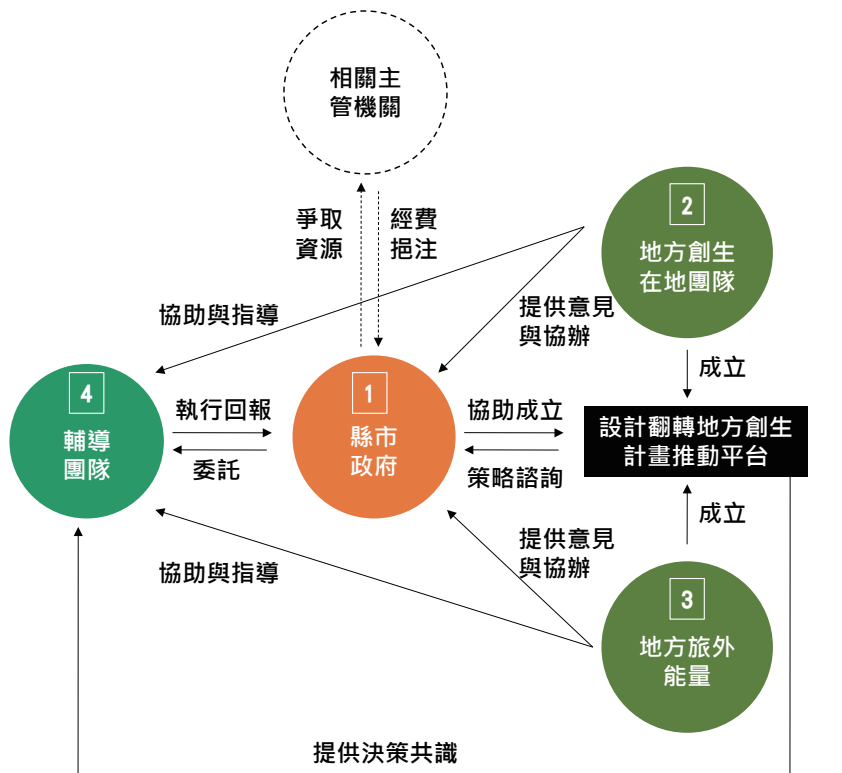 相關主
管機關
爭取
資源
經費
挹注
2
地方創生
在地團隊
協助與指導
提供意見
與協辦
成立
4
輔導
團隊
執行回報
委託
1
縣市
政府
協助成立
策略諮詢
設計翻轉地方創生
計畫推動平台
成立
提供意見
與協辦
協助與指導
3
地方旅外
能量
提供決策共識